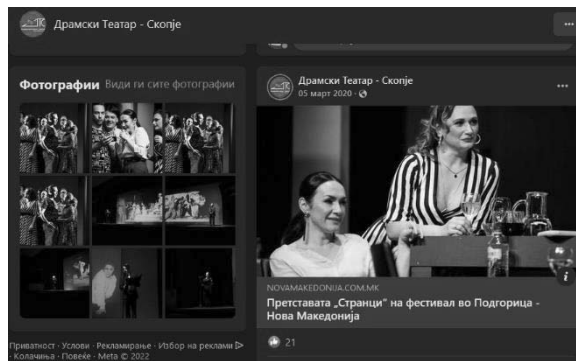 Драмски Театар - Скопје
Фотографии Види ги сите фотографии
Приватност · Услови · Рекламирање · Избор на реклами
· Колачиња · Повеќе · Meta © 2022
Драмски Театар - Скопје
05 март 2020 ·
NOVAMAKEDONIJA.COM.MK
Претставата „Странци“ на фестивал во Подгорица -
Нова Македонија
21